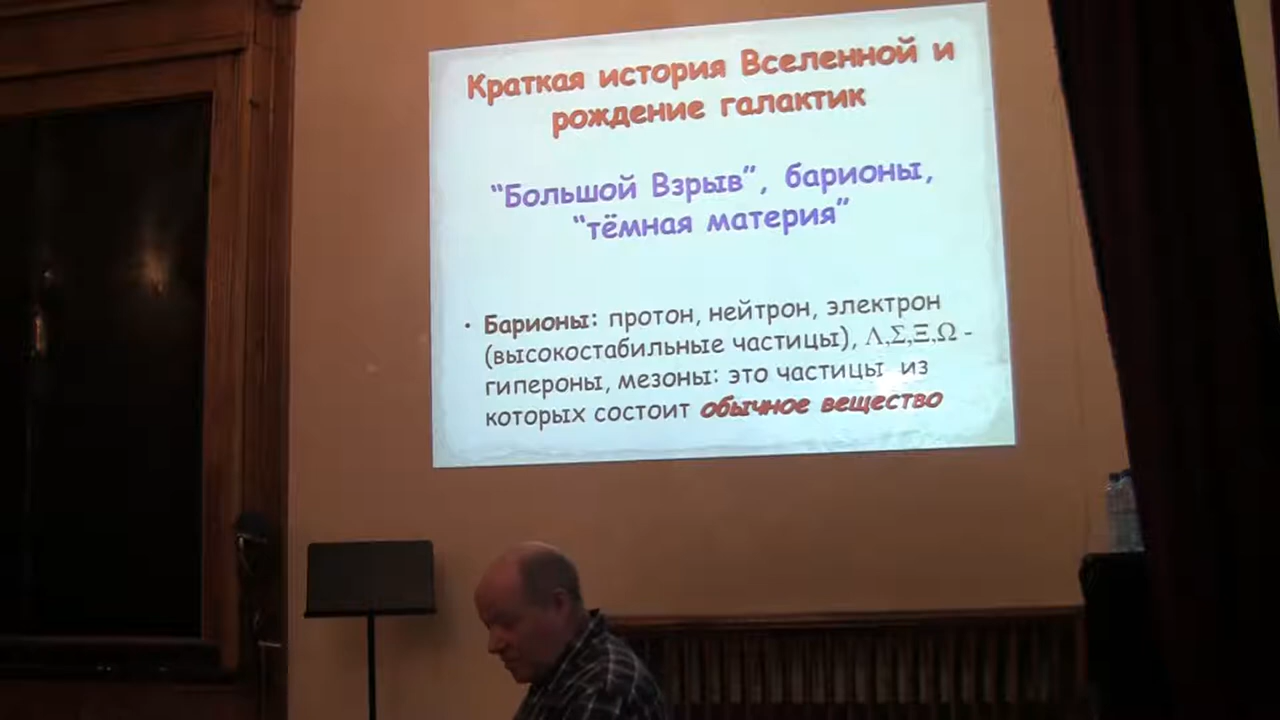 Краткая история Вселенной и
рождение галактик
“Большой Взрыв”, барионы,
“тёмная материя”
• Барионы: протон, нейтрон, электрон
(высокостабильные частицы), Λ,Σ,Ξ,Ω -
гипероны, мезоны: это частицы из
которых состоит обычное вещество